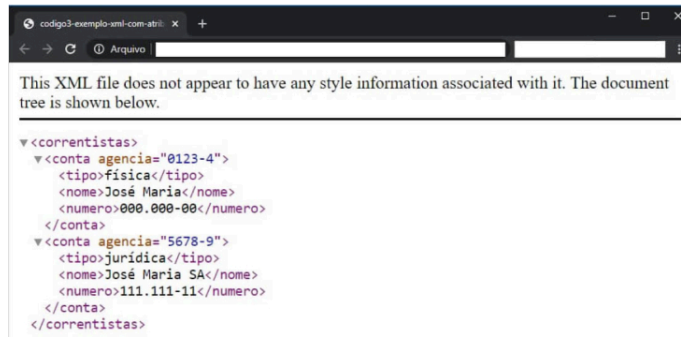 codigo3-exemplo-xml-com-atrib
Arquivo
This XML file does not appear to have any style information associated with it. The document
tree is shown below.
▼<correntistas>
▼<conta agencia="0123-4">
<tipo>física</tipo>
<nome>José Maria</nome>
<numero>000.000-00</numero>
</conta>
▼<conta agencia="5678-9">
<tipo>jurídica</tipo>
<nome>José Maria SA</nome>
<numero>111.111-11</numero>
</conta>
</correntistas>